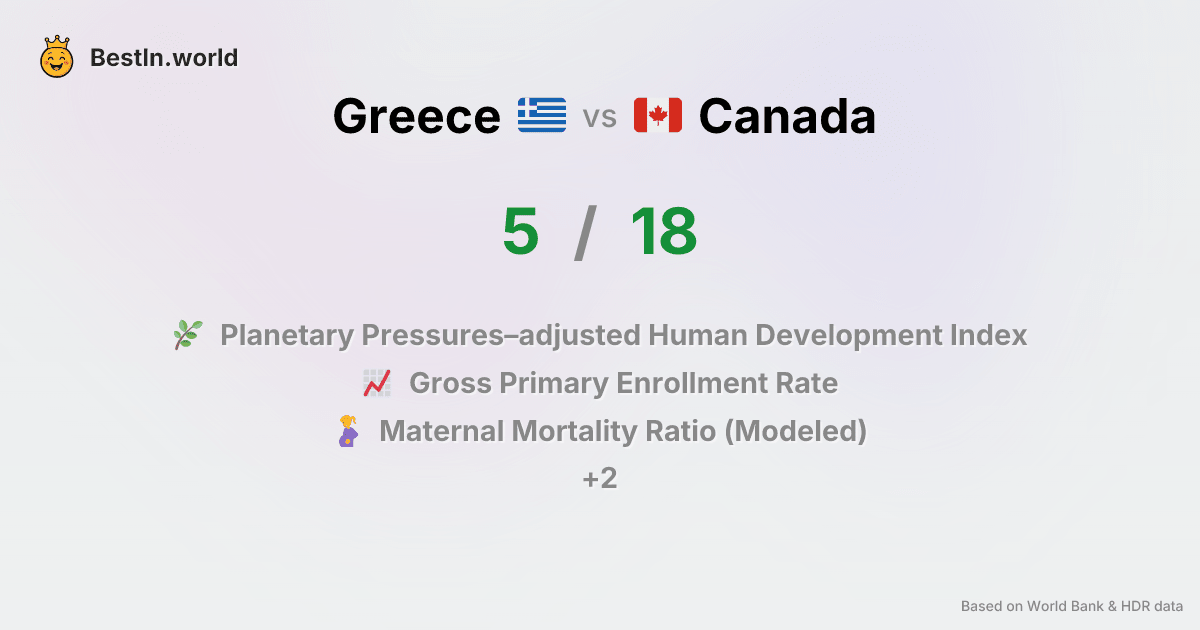 BestIn.world
Greece vs Canada
5 / 18
Planetary Pressures–adjusted Human Development Index
Gross Primary Enrollment Rate
Maternal Mortality Ratio (Modeled)
+2
Based on World Bank & HDR data